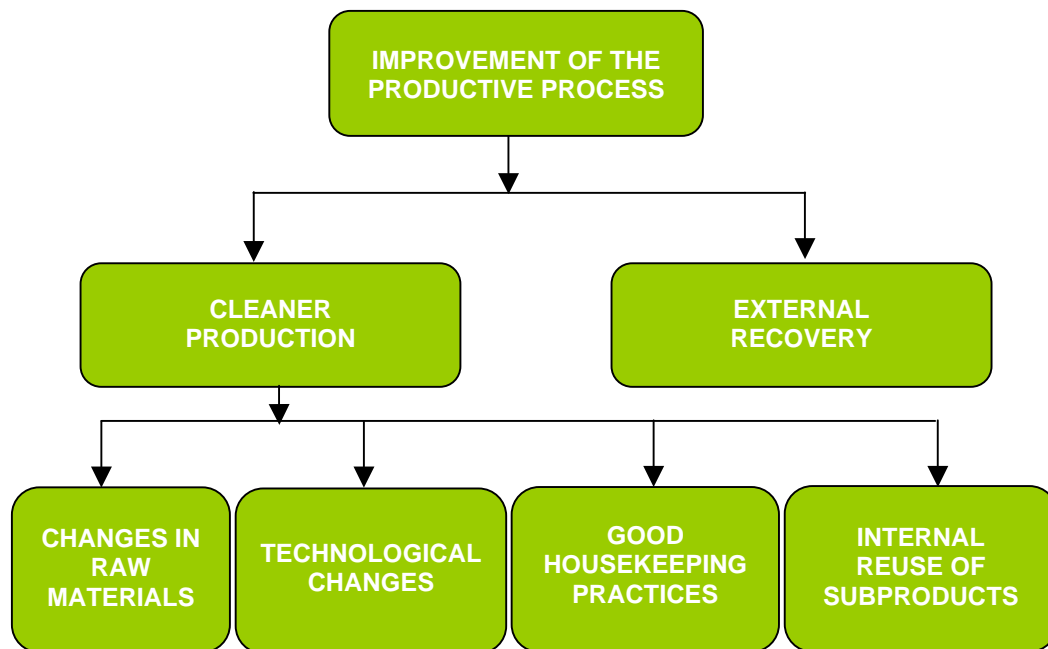 IMPROVEMENT OF THE
PRODUCTIVE PROCESS
CLEANER
PRODUCTION
EXTERNAL
RECOVERY
CHANGES IN
RAW
MATERIALS
TECHNOLOGICAL
CHANGES
GOOD
HOUSEKEEPING
PRACTICES
INTERNAL
REUSE OF
SUBPRODUCTS